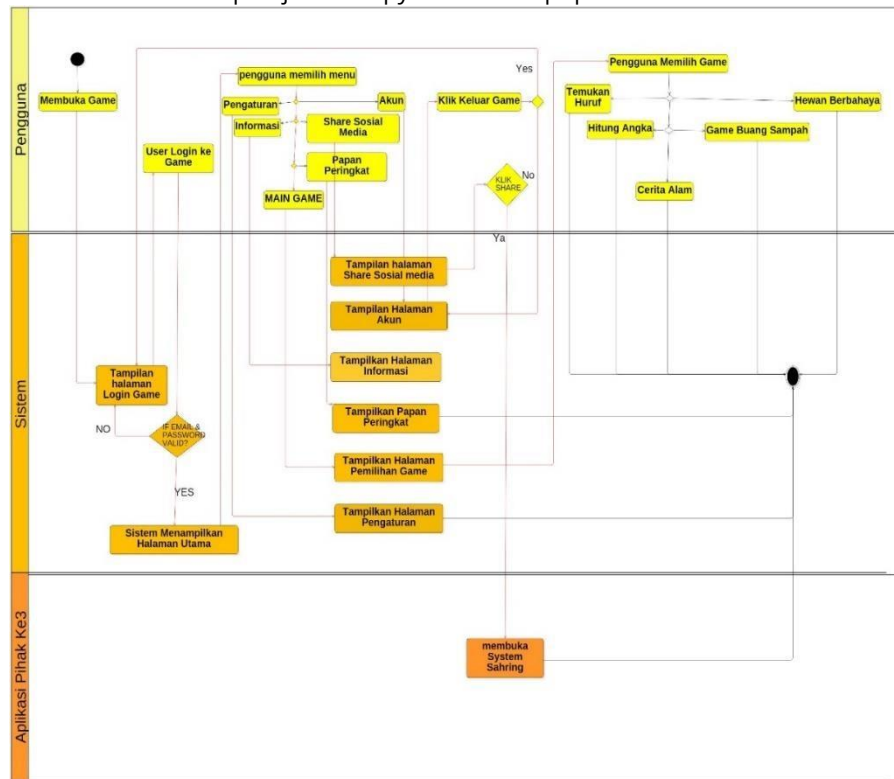 Pengguna
Membuka Game
User Login ke
Game
pengguna memilih menu
Pengaturan
Akun
Informasi
Share Sosial
Media
Papan
Peringkat
MAIN GAME
Klik Keluar Game
Yes
KLIK
SHARE
No
Ya
Pengguna Memilih Game
Temukan
Huruf
Hewan Berbahaya
Hitung Angka
Game Buang Sampah
Cerita Alam
Sistem
Tampilan halaman
Share Sosial media
Tampilan Halaman
Akun
Tampilkan Halaman
Informasi
Tampilan
halaman
Login Game
Tampilkan Papan
Peringkat
NO
IF EMAIL &
PASSWORD
VALID?
Tampilkan Halaman
Pemilihan Game
YES
Tampilkan Halaman
Pengaturan
Sistem Menampilkan
Halaman Utama
Aplikasi Pihak Ke3
membuka
System
Sahring